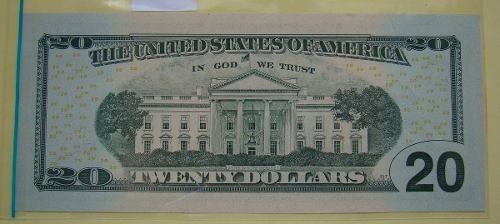 20 THE UNITED STATES OF AMERICA 20
IN GOD WE TRUST
20 TWENTY DOLLARS 20